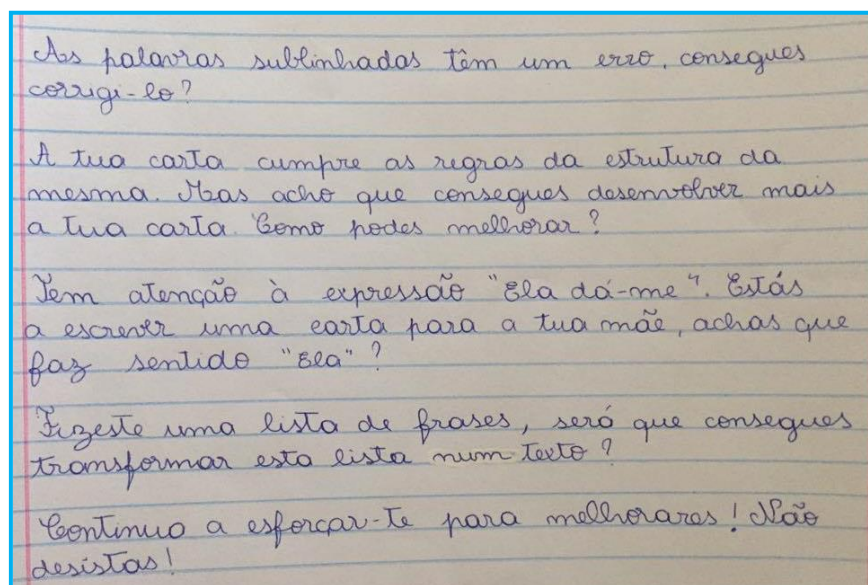 As palavras sublinhadas têm um erro, consegues
corrigi-lo?
A tua carta cumpre as regras da estrutura da
mesma. Mas acho que consegues desenvolver mais
a tua carta. Como podes melhorar?
Tem atenção à expressão "Ela dá-me". Estás
a escrever uma carta para a tua mãe, achas que
faz sentido "Ela"?
Fizeste uma lista de frases, será que consegues
transformar esta lista num texto?
Continua a esforçar-te para melhorares! Não
desistas!